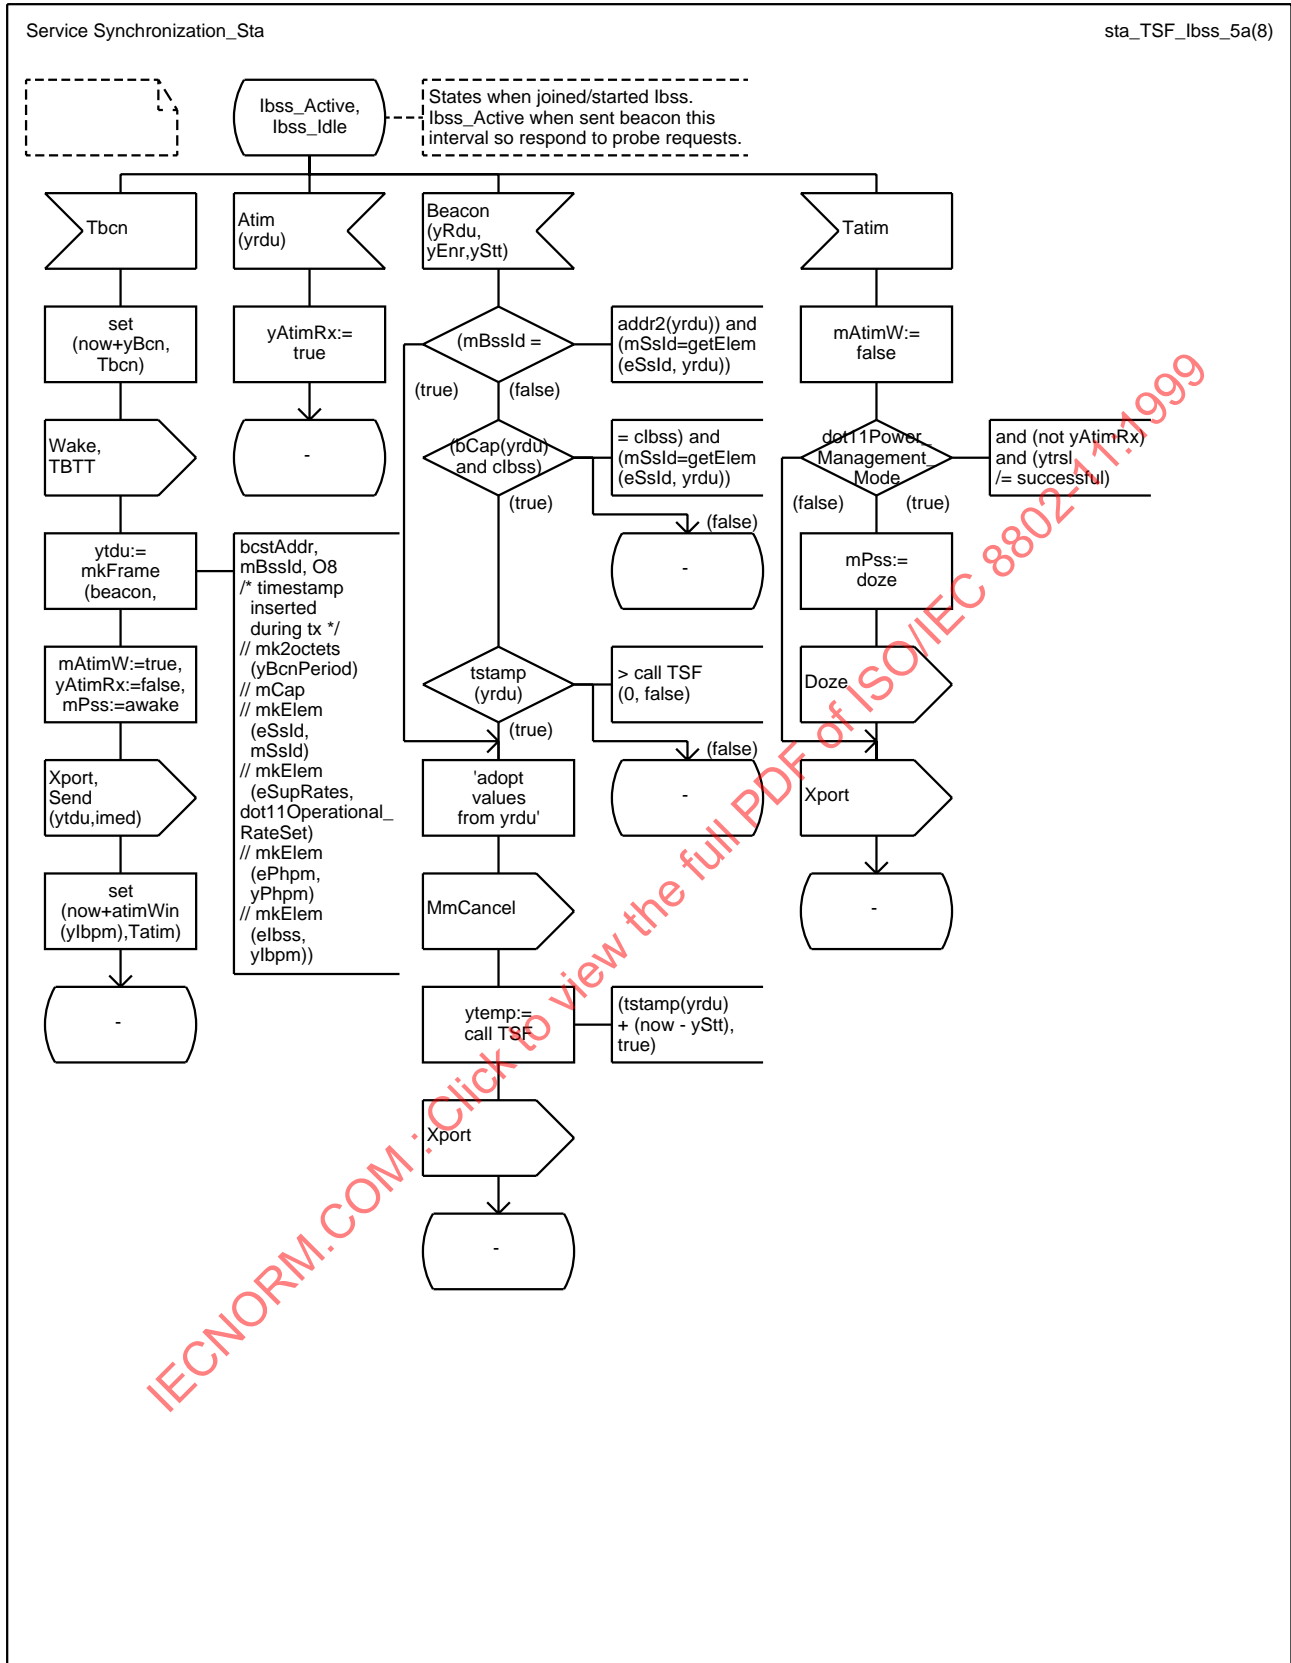 Service Synchronization_Sta
sta_TSF_Ibss_5a(8)
Ibss_Active,
Ibss_Idle
States when joined/started Ibss.
Ibss_Active when sent beacon this
interval so respond to probe requests.
Tbcn
set
(now+yBcn,
Tbcn)
Wake,
TBTT
ytdu:=
mkFrame
(beacon,
bcstAddr,
mBssId, O8
/* timestamp
inserted
during tx */
// mk2octets
(yBcnPeriod)
// mCap
// mkElem
(eSsId,
mSsId)
// mkElem
(eSupRates,
dot11Operational_
RateSet)
// mkElem
(ePhpm,
yPhpm)
// mkElem
(eIbss,
yIbpm))
mAtimW:=true,
yAtimRx:=false,
mPss:=awake
Xport,
Send
(ytdu,imed)
set
(now+atimWin
(yIbpm),Tatim)
-
Atim
(yrdu)
yAtimRx:=
true
-
Beacon
(yRdu,
yEnr,yStt)
(mBssId =
addr2(yrdu)) and
(mSsId=getElem
(eSsId, yrdu))
(true)
(false)
(bCap(yrdu)
and cIbss)
= cIbss) and
(mSsId=getElem
(eSsId, yrdu))
(true)
(false)
-
tstamp
(yrdu)
> call TSF
(0, false)
(true)
(false)
-
'adopt
values
from yrdu'
MmCancel
ytemp:=
call TSF
(tstamp(yrdu)
+ (now - yStt),
true)
Xport
-
Tatim
mAtimW:=
false
dot11Power_
Management_
Mode
and (not yAtimRx)
and (ytrsl
/= successful)
(false)
(true)
mPss:=
doze
Doze
Xport
-
IECNORM.COM : Click to view the full PDF of ISO/IEC 8802-11:1999